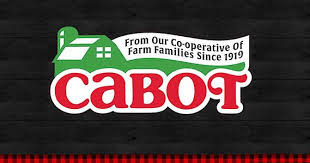 From Our Co-operative Of
Farm Families Since 1919
CABOT